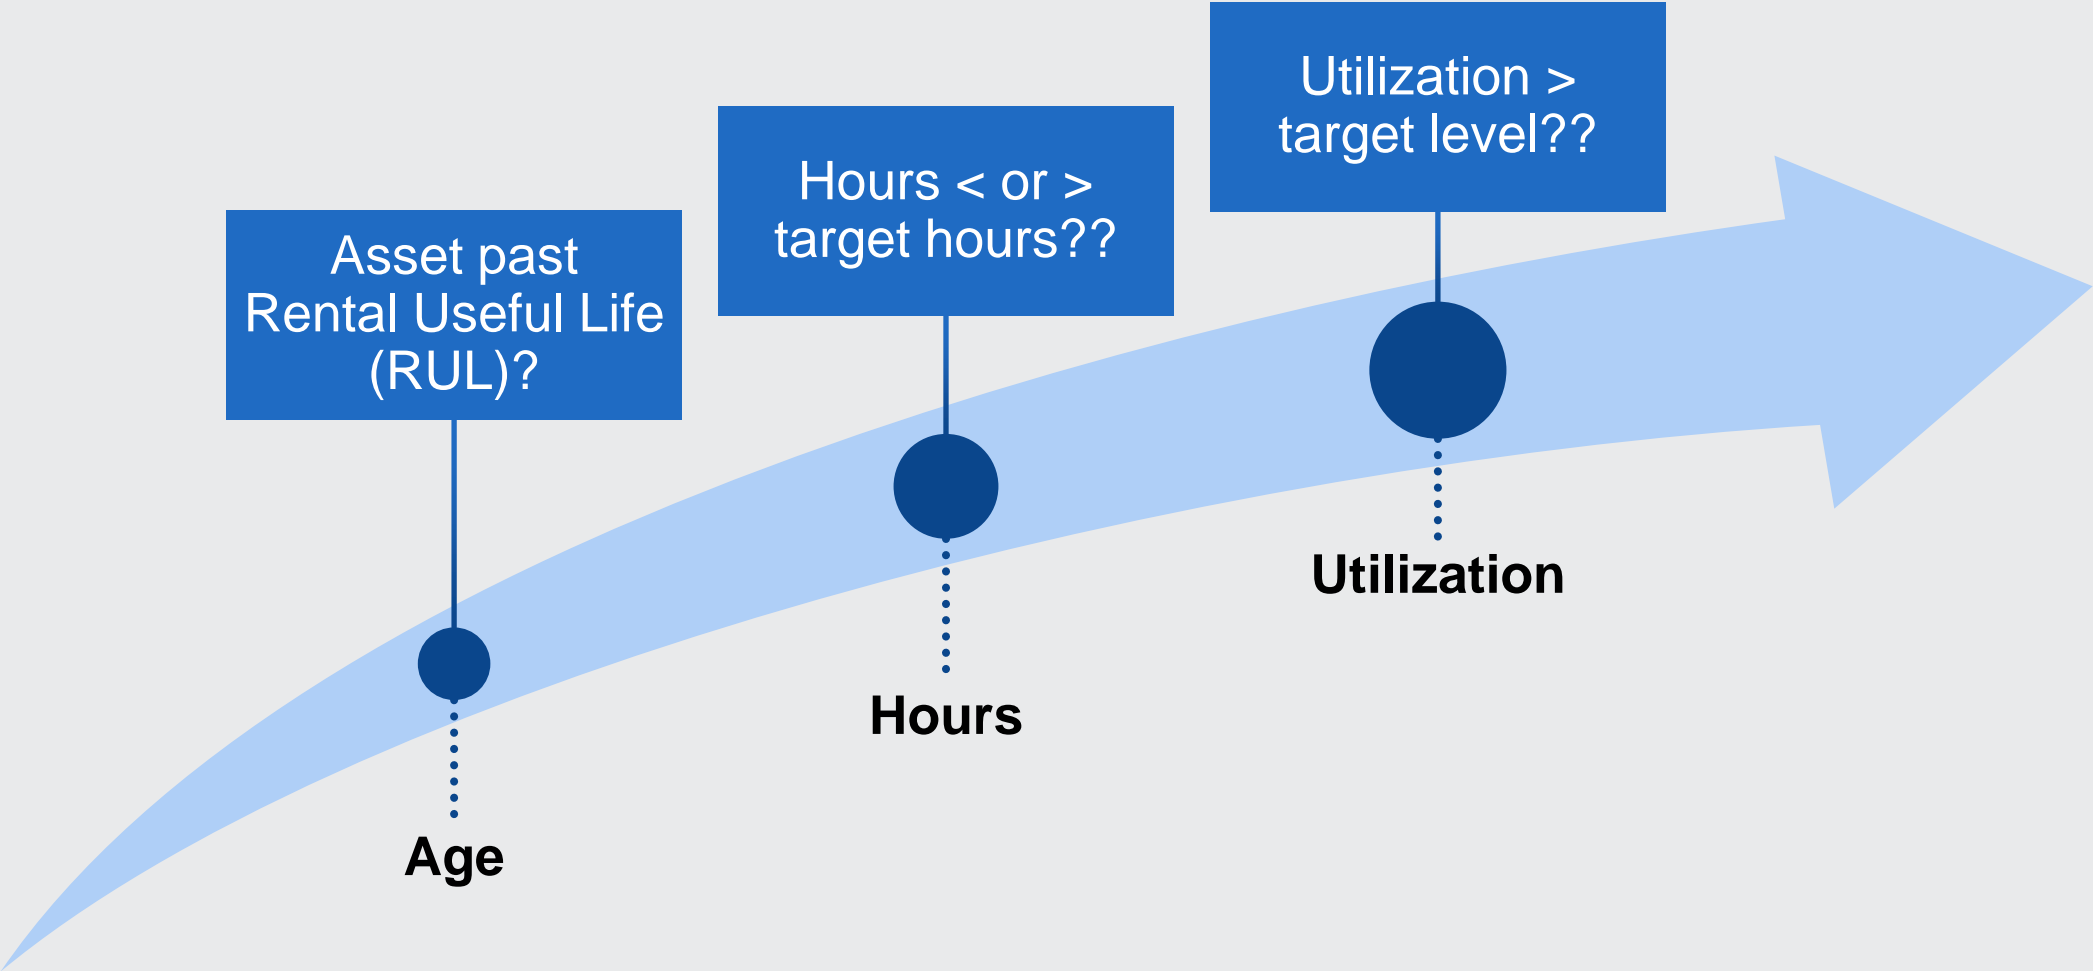 Asset past
Rental Useful Life
(RUL)?
Age
Hours < or >
target hours??
Hours
Utilization >
target level??
Utilization